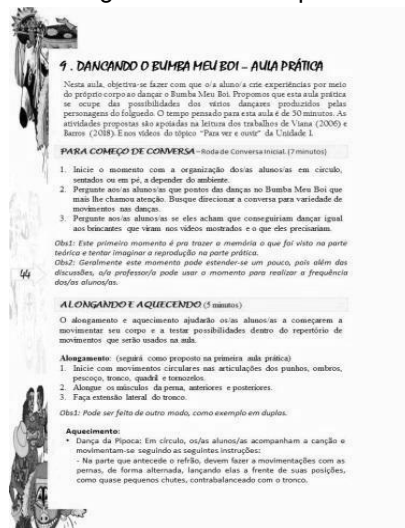 9 . DANÇANDO O BUMBA MEU BOI – AULA PRÁTICA
Nesta aula, objetiva-se fazer com que o/a aluno/a crie experiências por meio
do próprio corpo ao dançar o Bumba Meu Boi. Propomos que esta aula prática
se ocupe das possibilidades dos vários dançares produzidos pelas
personagens do folguedo. O tempo pensado para esta aula é de 50 minutos. As
atividades propostas são apoiadas na leitura dos trabalhos de Viana (2006) e
Barros (2018). E nos vídeos do tópico "Para ver e ouvir" da Unidade I.
PARA COMEÇO DE CONVERSA – Roda de Conversa Inicial. (7 minutos)
1. Inicie o momento com a organização dos/as alunos/as em círculo,
sentados ou em pé, a depender do ambiente.
2. Pergunte aos/as alunos/as que pontos das danças no Bumba Meu Boi que
mais lhe chamou atenção. Busque direcionar a conversa para variedade de
movimentos nas danças.
3. Pergunte aos/as alunos/as se eles acham que conseguiriam dançar igual
aos brincantes que viram nos vídeos mostrados e o que eles precisariam.
Obs1: Este primeiro momento é pra trazer a memória o que foi visto na parte
teórica e tentar imaginar a reprodução na parte prática.
Obs2: Geralmente este momento pode estender-se um pouco, pois além das
discussões, o/a professor/a pode usar o momento para realizar a frequência
dos/as alunos/as.
44
ALONGANDO E AQUECENDO (5 minutos)
O alongamento e aquecimento ajudarão os/as alunos/as a começarem a
movimentar seu corpo e a testar possibilidades dentro do repertório de
movimentos que serão usados na aula.
Alongamento: (seguirá como proposto na primeira aula prática)
1. Inicie com movimentos circulares nas articulações dos punhos, ombros,
pescoço, tronco, quadril e tornozelos.
2. Alongue os músculos da perna, anteriores e posteriores.
3. Faça extensão lateral do tronco.
Obs1: Pode ser feito de outro modo, como exemplo em duplas.
Aquecimento:
• Dança da Pipoca: Em círculo, os/as alunos/as acompanham a canção e
movimentam-se seguindo as seguintes instruções:
- Na parte que antecede o refrão, devem fazer a movimentações com as
pernas, de forma alternada, lançando elas a frente de suas posições,
como quase pequenos chutes, contrabalanceando com o tronco.